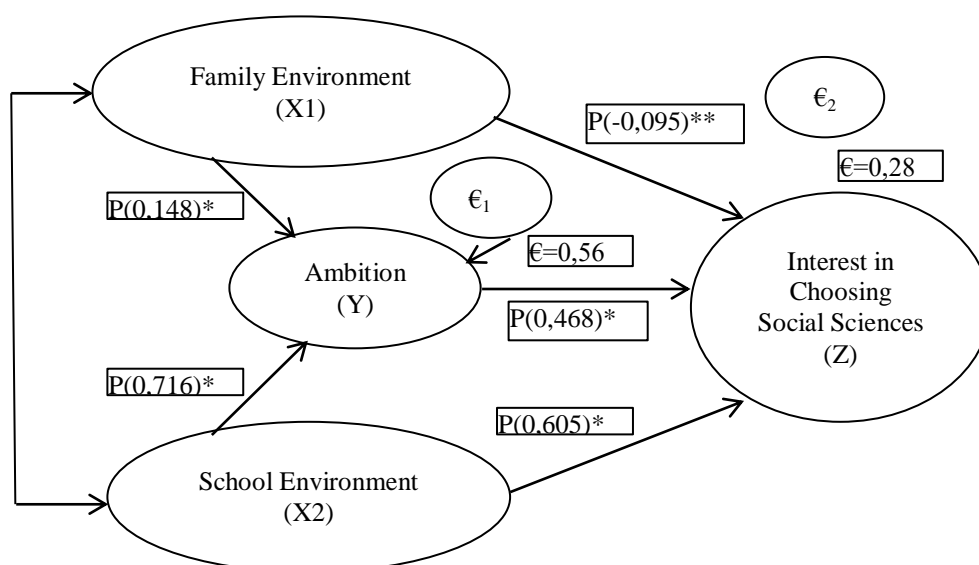 Family Environment
(X1)
€2
P(-0,095)**
€=0,28
P(0.148)*
€1
€=0,56
Ambition
(Y)
Interest in
Choosing
Social Sciences
(Z)
P(0,468)*
P(0.716)*
P(0,605)*
School Environment
(X2)